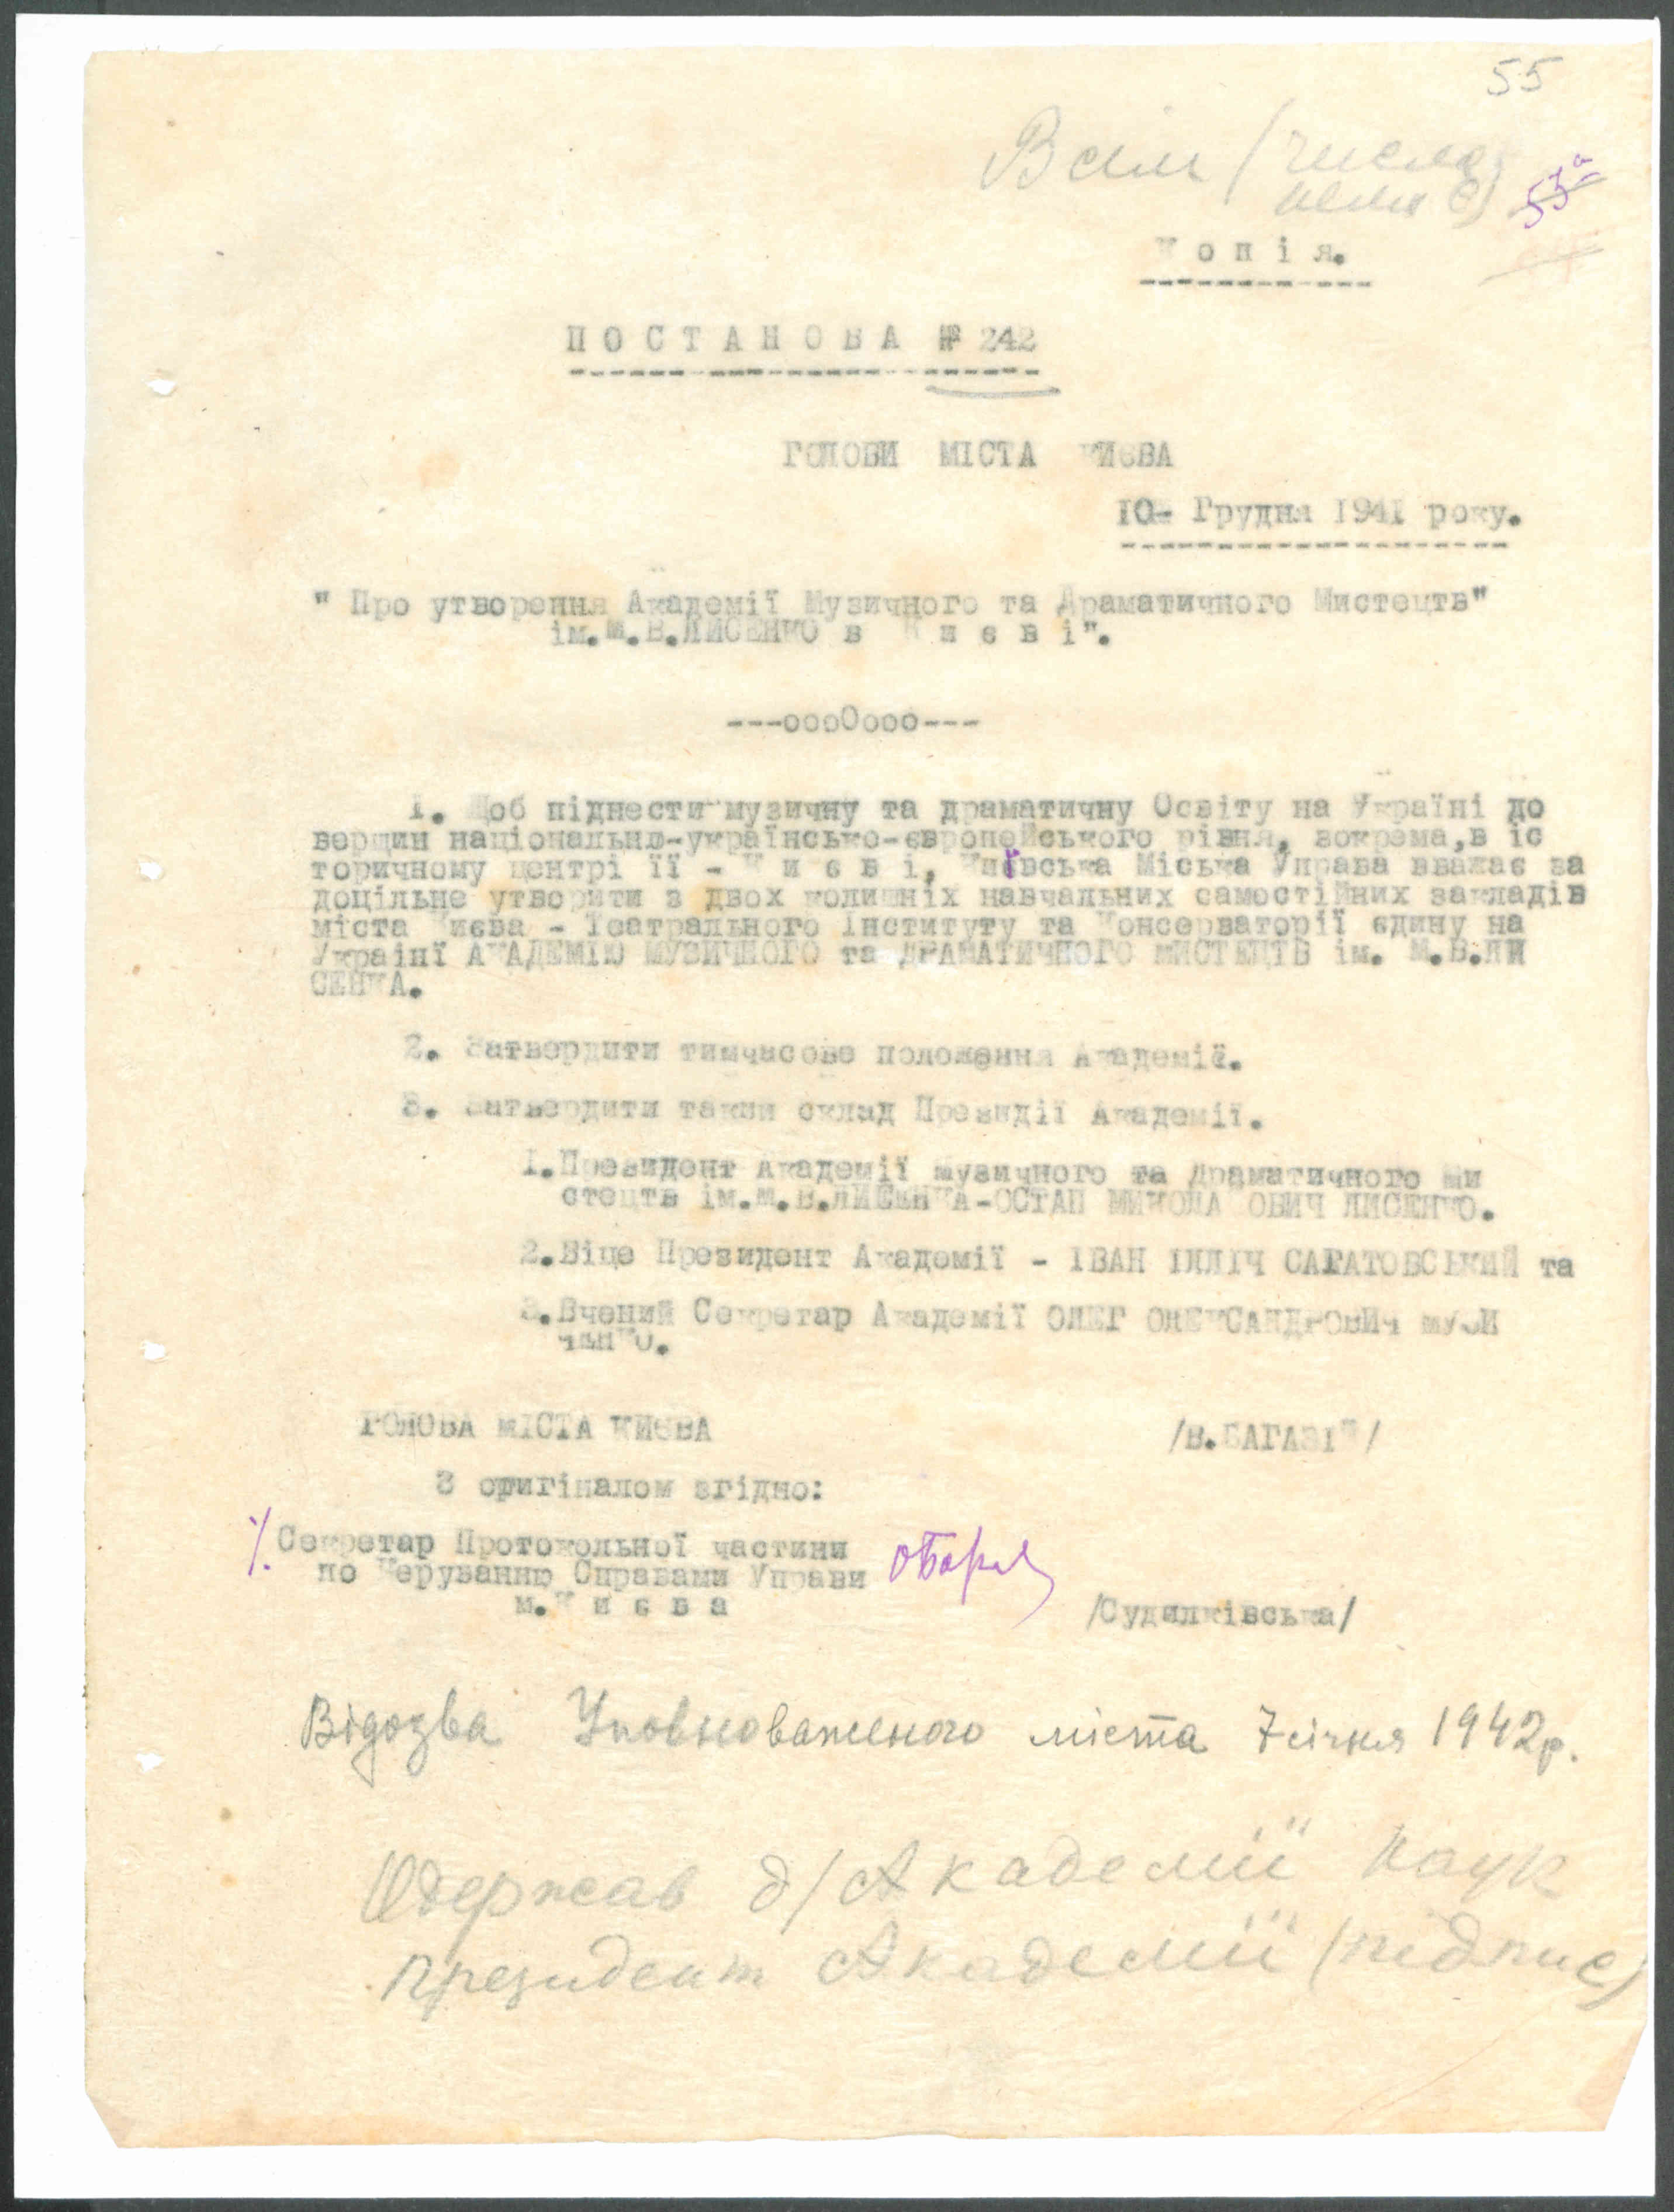 55
Всім (числа
нема є)
53а
Копія.
ПОСТАНОВА № 242
ГОЛОВИ МІСТА КИЄВА
10- Грудня 1941 року.
" Про утворення Академії Музичного та Драматичного Мистецтв"
ім.М.В.ЛИСЕНКО в Києві".
---оооОооо---
1. Щоб піднести музичну та драматичну Освіту на Україні до
вершин національно-українсько-європейського рівня, зокрема,в іс
торичному центрі її - Києві, Київська Міська Управа вважає за
доцільне утворити з двох колишніх навчальних самостійних закладів
міста Києва - Театрального Інституту та Консерваторії єдину на
Україні АКАДЕМІЮ МУЗИЧНОГО та ДРАМАТИЧНОГО МИСТЕЦТВ ім. М.В.ЛИ
СЕНКА.
2. Затвердити тимчасове положення Академії.
3. Затвердити такий склад Президії Академії.
1.Президент Академії музичного та Драматичного Ми
стецтв ім.М.В.ЛИСЕНКА-ОСТАП МИКОЛАЙОВИЧ ЛИСЕНКО.
2.Віце Президент Академії - ІВАН ІЛЛІЧ САРАТОВСЬКИЙ та
3.Вчений Секретар Академії ОЛЕГ ОЛЕКСАНДРОВИЧ МУЗИ
ЧЕНКО.
ГОЛОВА МІСТА КИЄВА /В.БАГАЗІЙ/
З оригіналом згідно:
Секретар Протокольної частини
по Керуванню Справами Управи
м.Києва
/Судилківська/
Відозва Уповноваженого міста 7 січня 1942р.
Одержав д/Академії Наук
Президент Академії (підпис)